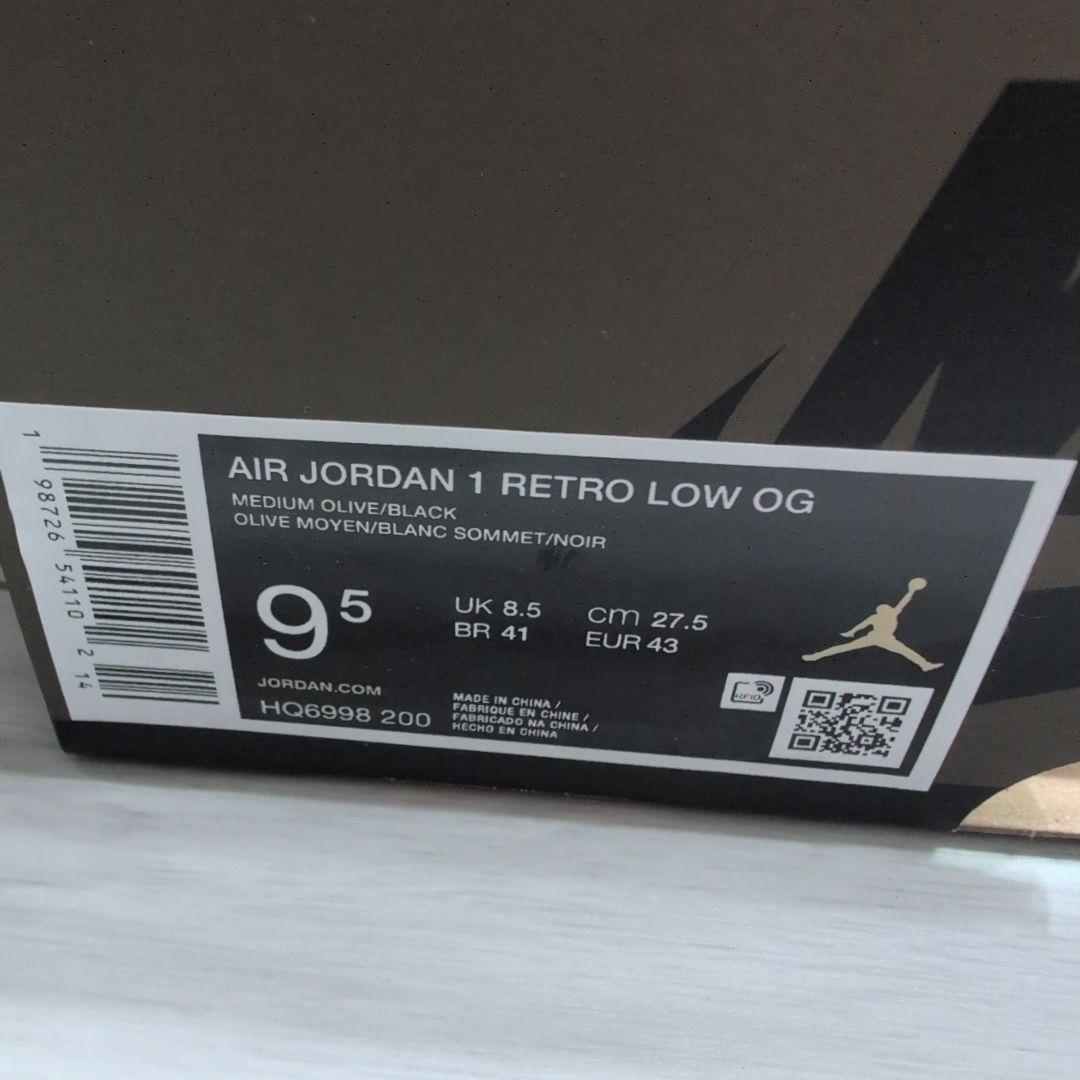 AIR JORDAN 1 RETRO LOW OG
MEDIUM OLIVE/BLACK
OLIVE MOYEN/BLANC SOMMET/NOIR
9 5
UK 8.5 cm 27.5
BR 41 EUR 43
JORDAN.COM
HQ6998 200
MADE IN CHINA /
FABRIQUE EN CHINE /
FABRICADO NA CHINA /
HECHO EN CHINA
RFID
1 98726 54110 2 14